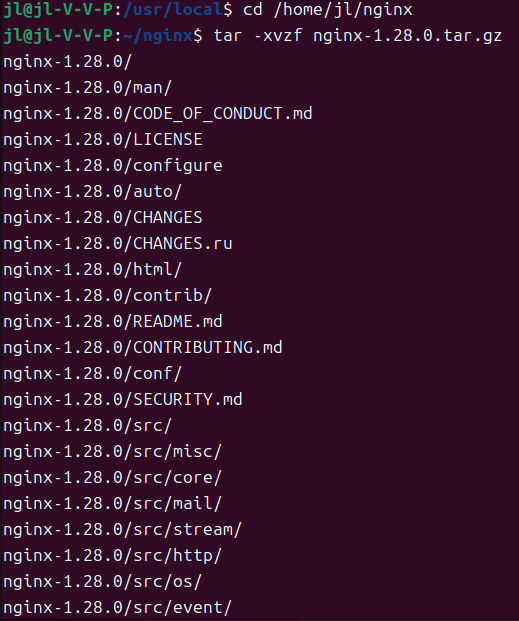 jl@jl-V-V-P:/usr/local$ cd /home/jl/nginx
jl@jl-V-V-P:~/nginx$ tar -xvzf nginx-1.28.0.tar.gz
nginx-1.28.0/
nginx-1.28.0/man/
nginx-1.28.0/CODE_OF_CONDUCT.md
nginx-1.28.0/LICENSE
nginx-1.28.0/configure
nginx-1.28.0/auto/
nginx-1.28.0/CHANGES
nginx-1.28.0/CHANGES.ru
nginx-1.28.0/html/
nginx-1.28.0/contrib/
nginx-1.28.0/README.md
nginx-1.28.0/CONTRIBUTING.md
nginx-1.28.0/conf/
nginx-1.28.0/SECURITY.md
nginx-1.28.0/src/
nginx-1.28.0/src/misc/
nginx-1.28.0/src/core/
nginx-1.28.0/src/mail/
nginx-1.28.0/src/stream/
nginx-1.28.0/src/http/
nginx-1.28.0/src/os/
nginx-1.28.0/src/event/